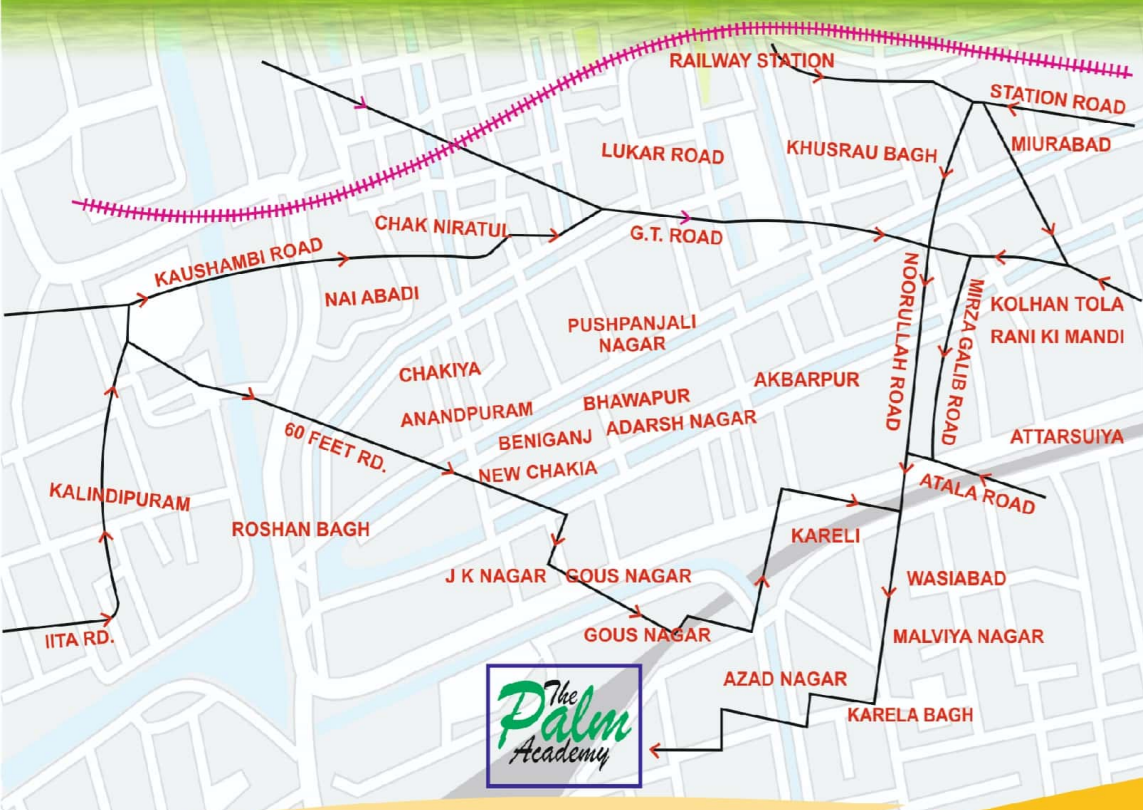 RAILWAY STATION
STATION ROAD
LUKAR ROAD
KHUSRAU BAGH
MIURABAD
CHAK NIRATUL
G.T. ROAD
KAUSHAMBI ROAD
NAI ABADI
NOORULLAH ROAD
MIRZA GALIB ROAD
KOLHAN TOLA
RANI KI MANDI
PUSHPANJALI
NAGAR
CHAKIYA
AKBARPUR
ANANDPURAM
BHAWAPUR
ADARSH NAGAR
BENIGANJ
60 FEET RD.
NEW CHAKIA
ATTARSUIYA
KALINDIPURAM
ATALA ROAD
ROSHAN BAGH
KARELI
J K NAGAR
GOUS NAGAR
WASIABAD
IITA RD.
GOUS NAGAR
MALVIYA NAGAR
AZAD NAGAR
KARELA BAGH
The
Palm
Academy